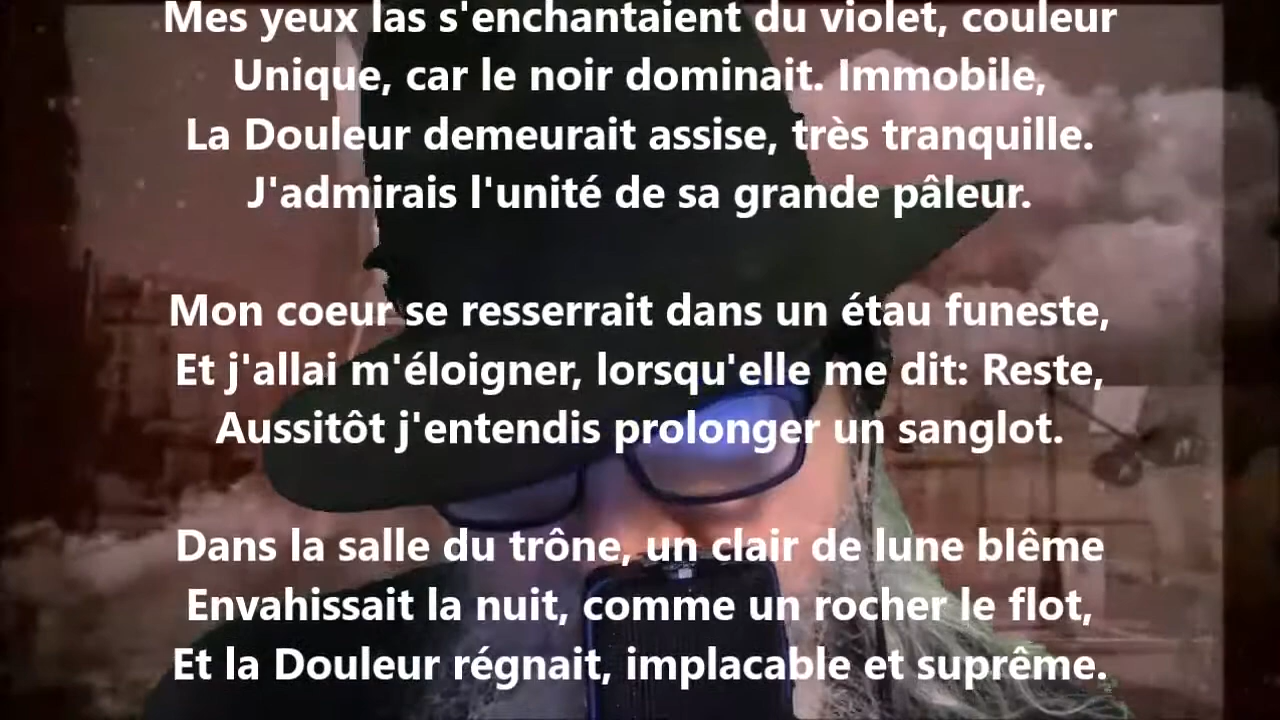 Mes yeux las s'enchantaient du violet, couleur
Unique, car le noir dominait. Immobile,
La Douleur demeurait assise, très tranquille.
J'admirais l'unité de sa grande pâleur.
Mon coeur se resserrait dans un étau funeste,
Et j'allai m'éloigner, lorsqu'elle me dit: Reste,
Aussitôt j'entendis prolonger un sanglot.
Dans la salle du trône, un clair de lune blême
Envahissait la nuit, comme un rocher le flot,
Et la Douleur régnait, implacable et suprême.